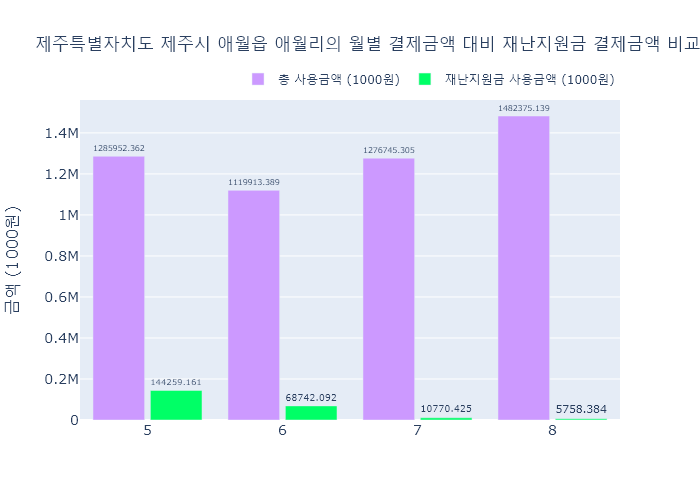 제주특별자치도 제주시 애월읍 애월리의 월별 결제금액 대비 재난지원금 결제금액 비교
총 사용금액 (1000원) 재난지원금 사용금액 (1000원)
금액 (1000원)
1.4M
1.2M
1M
0.8M
0.6M
0.4M
0.2M
0
1285952.362
144259.161
1119913.389
68742.092
1276745.305
10770.425
1482375.139
5758.384
5 6 7 8